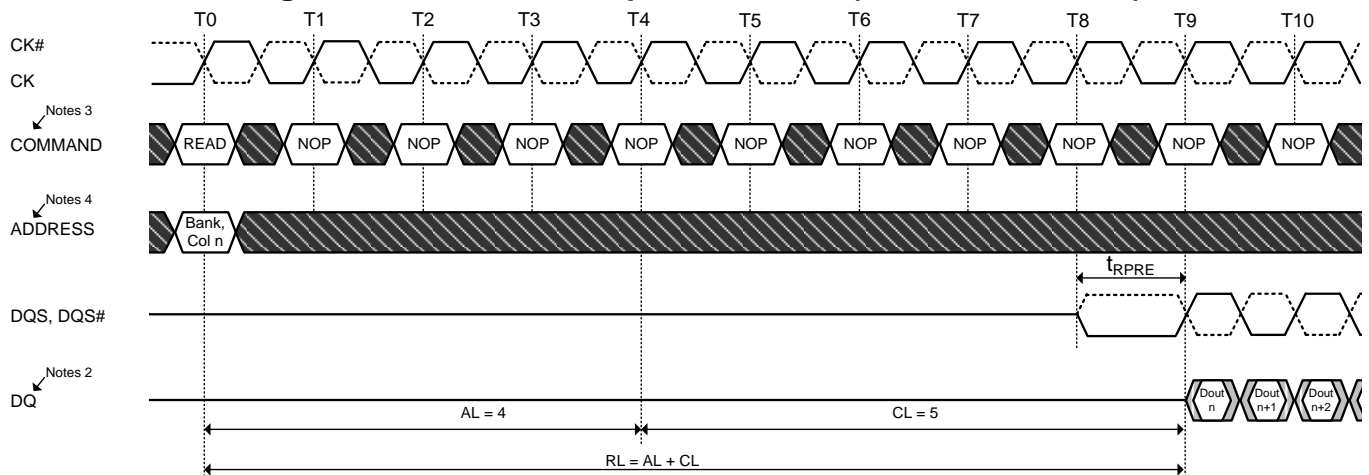 T0 T1 T2 T3 T4 T5 T6 T7 T8 T9 T10
CK#
CK
Notes 3
COMMAND
READ NOP NOP NOP NOP NOP NOP NOP NOP NOP NOP
Notes 4
ADDRESS
Bank,
Col n
tRPRE
DQS, DQS#
Notes 2
DQ
Dout
n
Dout
n+1
Dout
n+2
AL = 4
CL = 5
RL = AL + CL